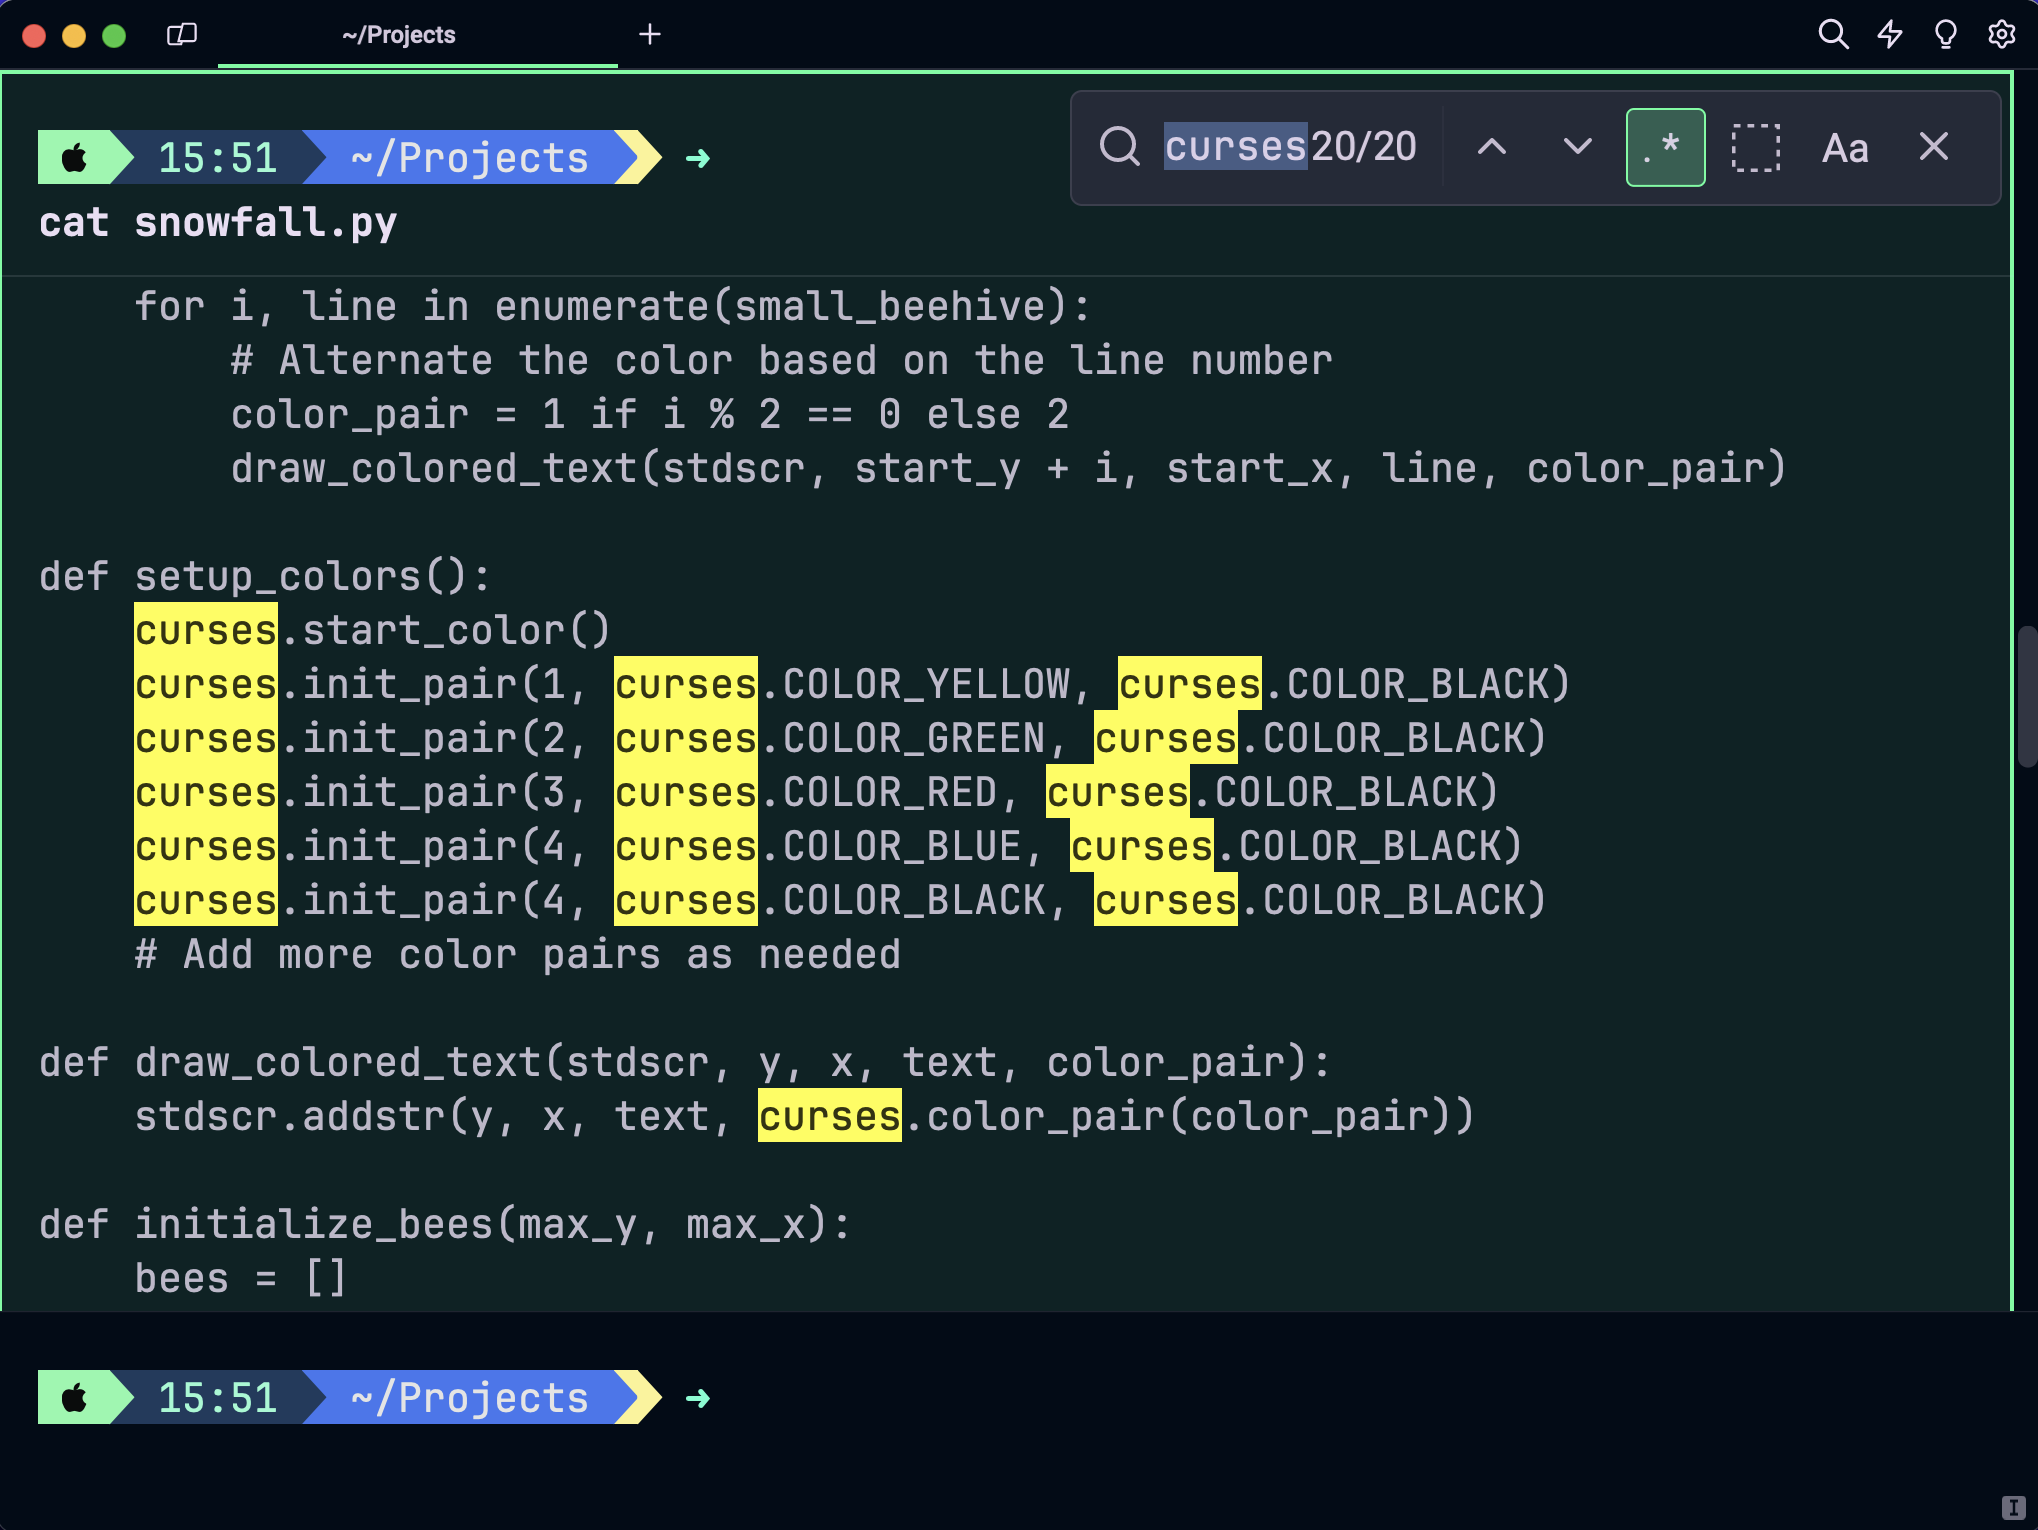 ~/Projects
15:51 ~/Projects ➜
curses 20/20 .* Aa
cat snowfall.py
    for i, line in enumerate(small_beehive):
        # Alternate the color based on the line number
        color_pair = 1 if i % 2 == 0 else 2
        draw_colored_text(stdscr, start_y + i, start_x, line, color_pair)
def setup_colors():
    curses.start_color()
    curses.init_pair(1, curses.COLOR_YELLOW, curses.COLOR_BLACK)
    curses.init_pair(2, curses.COLOR_GREEN, curses.COLOR_BLACK)
    curses.init_pair(3, curses.COLOR_RED, curses.COLOR_BLACK)
    curses.init_pair(4, curses.COLOR_BLUE, curses.COLOR_BLACK)
    curses.init_pair(4, curses.COLOR_BLACK, curses.COLOR_BLACK)
    # Add more color pairs as needed
def draw_colored_text(stdscr, y, x, text, color_pair):
    stdscr.addstr(y, x, text, curses.color_pair(color_pair))
def initialize_bees(max_y, max_x):
    bees = []
15:51 ~/Projects ➜